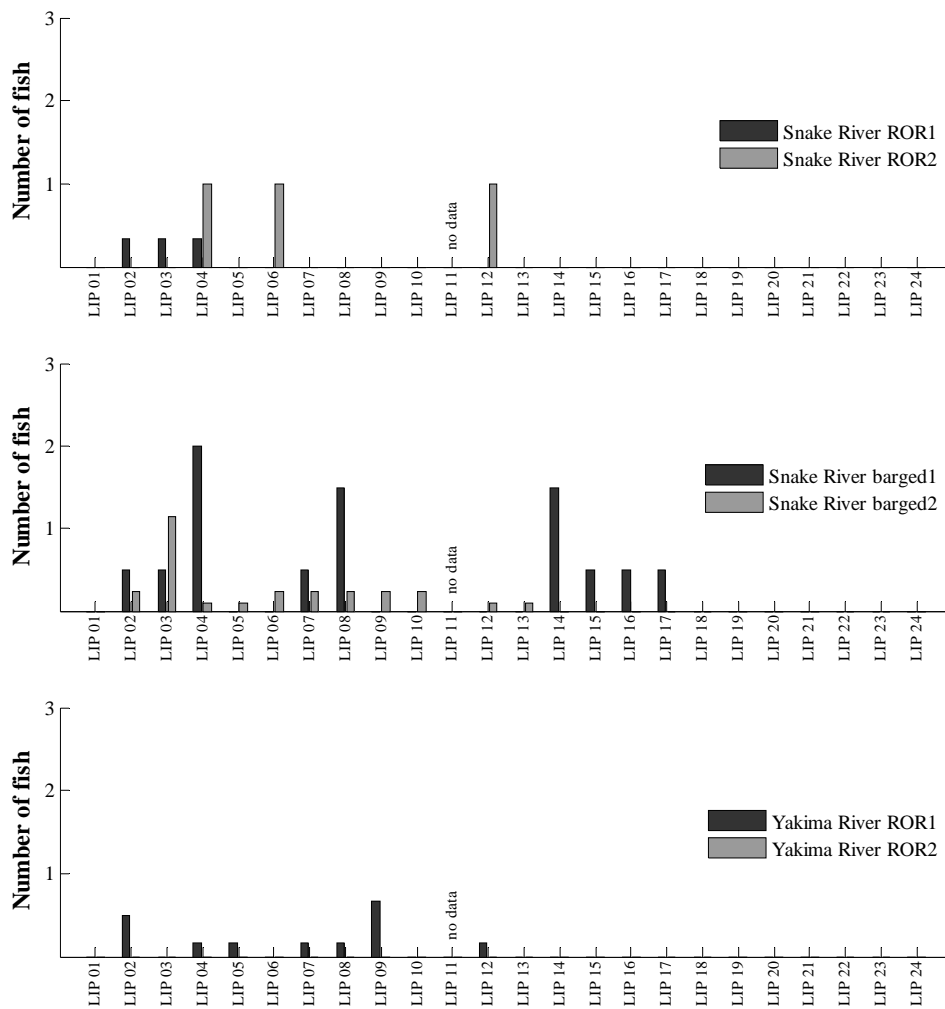 3
2
1
Number of fish
Snake River ROR1
Snake River ROR2
no data
LIP 01
LIP 02
LIP 03
LIP 04
LIP 05
LIP 06
LIP 07
LIP 08
LIP 09
LIP 10
LIP 11
LIP 12
LIP 13
LIP 14
LIP 15
LIP 16
LIP 17
LIP 18
LIP 19
LIP 20
LIP 21
LIP 22
LIP 23
LIP 24
3
2
1
Number of fish
Snake River barged1
Snake River barged2
no data
LIP 01
LIP 02
LIP 03
LIP 04
LIP 05
LIP 06
LIP 07
LIP 08
LIP 09
LIP 10
LIP 11
LIP 12
LIP 13
LIP 14
LIP 15
LIP 16
LIP 17
LIP 18
LIP 19
LIP 20
LIP 21
LIP 22
LIP 23
LIP 24
3
2
1
Number of fish
Yakima River ROR1
Yakima River ROR2
no data
LIP 01
LIP 02
LIP 03
LIP 04
LIP 05
LIP 06
LIP 07
LIP 08
LIP 09
LIP 10
LIP 11
LIP 12
LIP 13
LIP 14
LIP 15
LIP 16
LIP 17
LIP 18
LIP 19
LIP 20
LIP 21
LIP 22
LIP 23
LIP 24